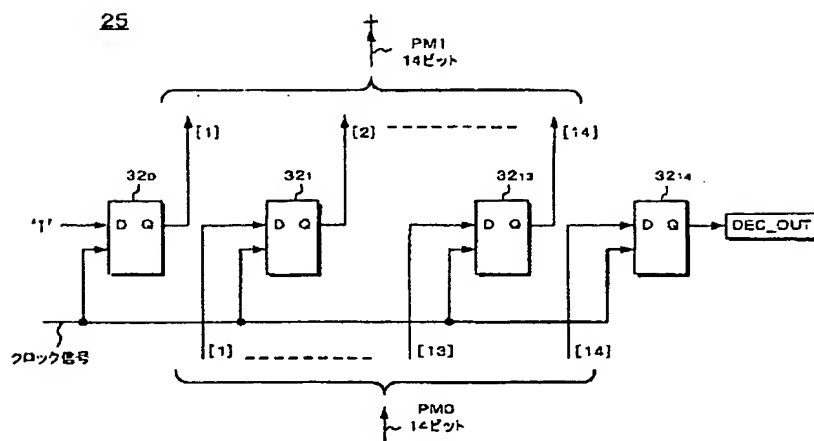 25
PM1
14ビット
[1]
[2]
[14]
32D
321
3213
3214
"1"
D Q
D Q
D Q
D Q
DEC_OUT
クロック信号
[1]
[13]
[14]
PM0
14ビット